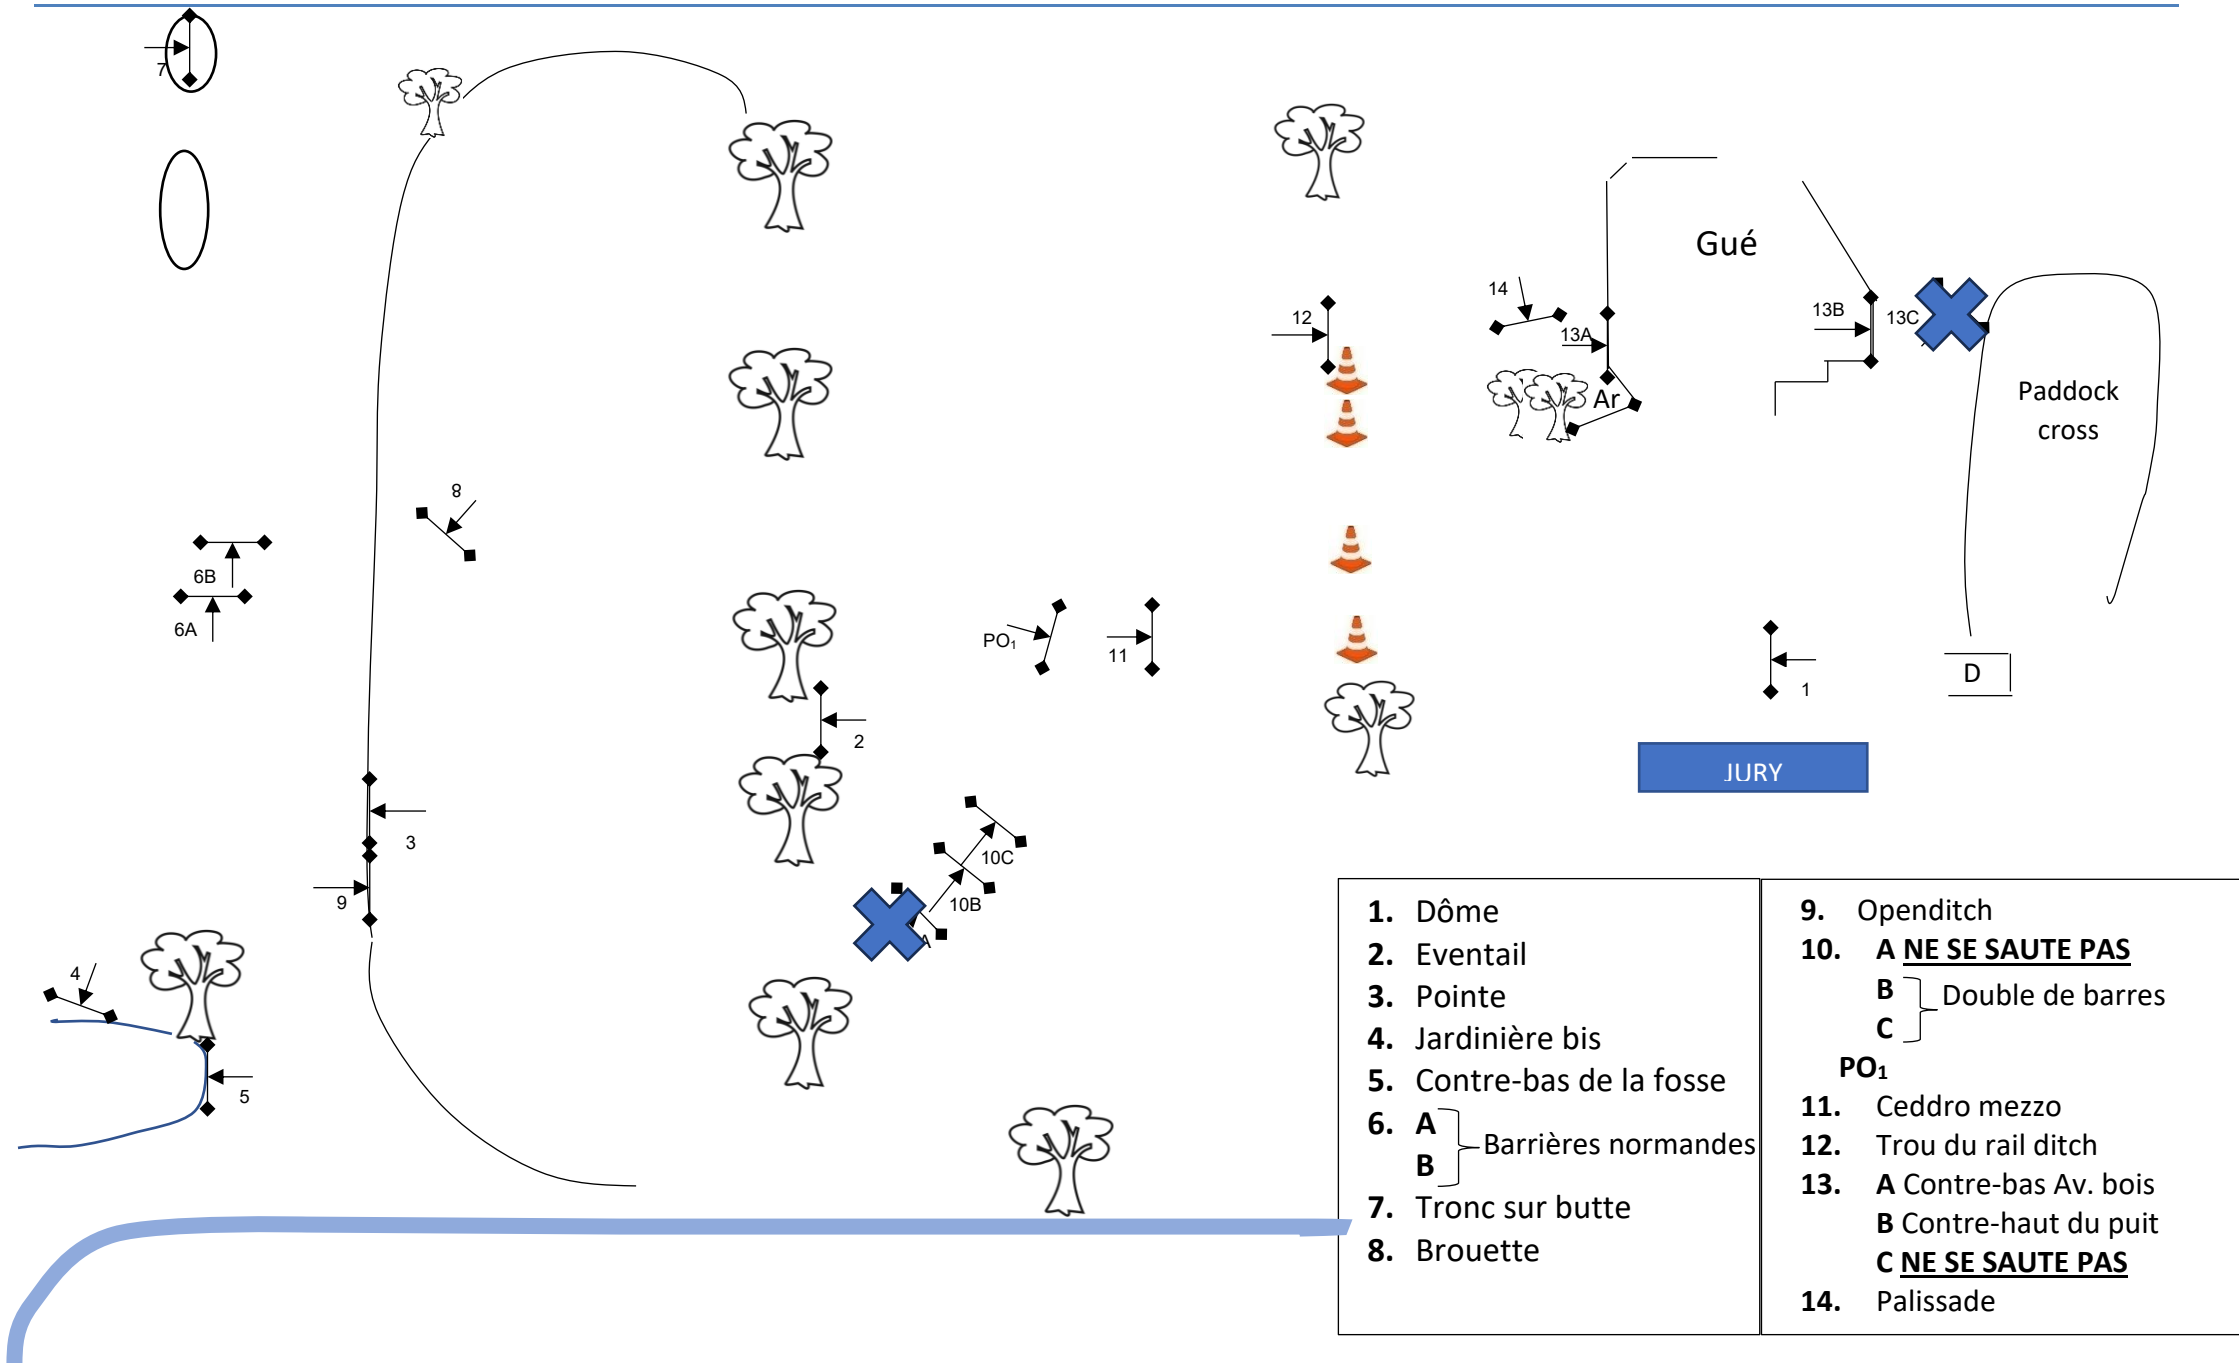 7
Gué
14
12
13A
13B
13C
Ar
Paddock
cross
8
6B
6A
PO₁
11
D
1
2
JURY
3
10C
9
10B
A
4
5
1. Dôme
2. Eventail
3. Pointe
4. Jardinière bis
5. Contre-bas de la fosse
6. A
Barrières normandes
B
7. Tronc sur butte
8. Brouette
9. Openditch
10. A NE SE SAUTE PAS
B
Double de barres
C
PO₁
11. Ceddro mezzo
12. Trou du rail ditch
13. A Contre-bas Av. bois
B Contre-haut du puit
C NE SE SAUTE PAS
14. Palissade